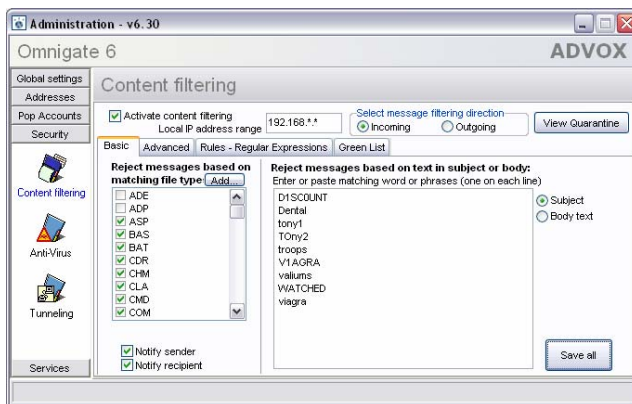 Administration - v6.30
Omnigate 6
ADVOX
Global settings
Addresses
Pop Accounts
Security
Content filtering
Anti-Virus
Tunneling
Services
Content filtering
Activate content filtering
Local IP address range
192.168.*.*
Select message filtering direction
Incoming
Outgoing
View Quarantine
Basic
Advanced
Rules - Regular Expressions
Green List
Reject messages based on
matching file type
Add...
ADE
ADP
ASP
BAS
BAT
CDR
CHM
CLA
CMD
COM
Notify sender
Notify recipient
Reject messages based on text in subject or body:
Enter or paste matching word or phrases (one on each line)
D1SC0UNT
Dental
tony1
TOny2
troops
V1AGRA
valiums
WATCHED
viagra
Subject
Body text
Save all